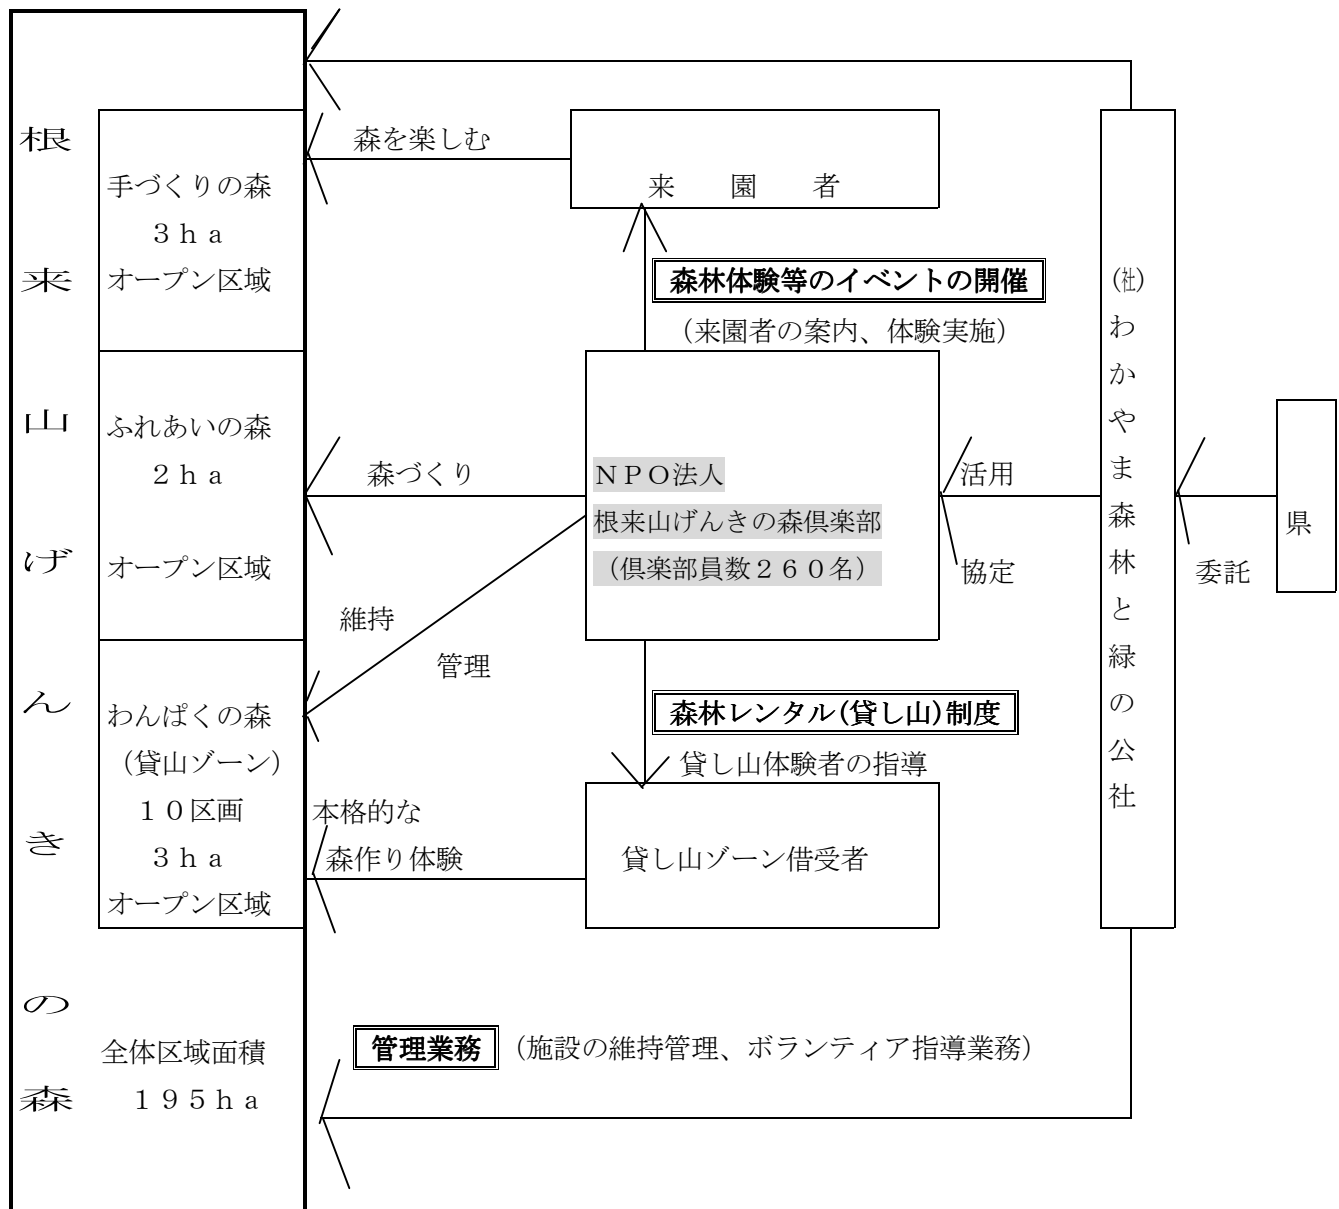 根来山げんきの森
手づくりの森
３ｈａ
オープン区域
ふれあいの森
２ｈａ
オープン区域
わんぱくの森
（貸山ゾーン）
１０区画
３ｈａ
オープン区域
全体区域面積
１９５ｈａ
森を楽しむ
来　園　者
森林体験等のイベントの開催
（来園者の案内、体験実施）
森づくり
ＮＰＯ法人
根来山げんきの森倶楽部
（倶楽部員数２６０名）
維持
管理
森林レンタル(貸し山)制度
貸し山体験者の指導
本格的な
森作り体験
貸し山ゾーン借受者
管理業務（施設の維持管理、ボランティア指導業務）
活用
協定
㈳わかやま森林と緑の公社
委託
県